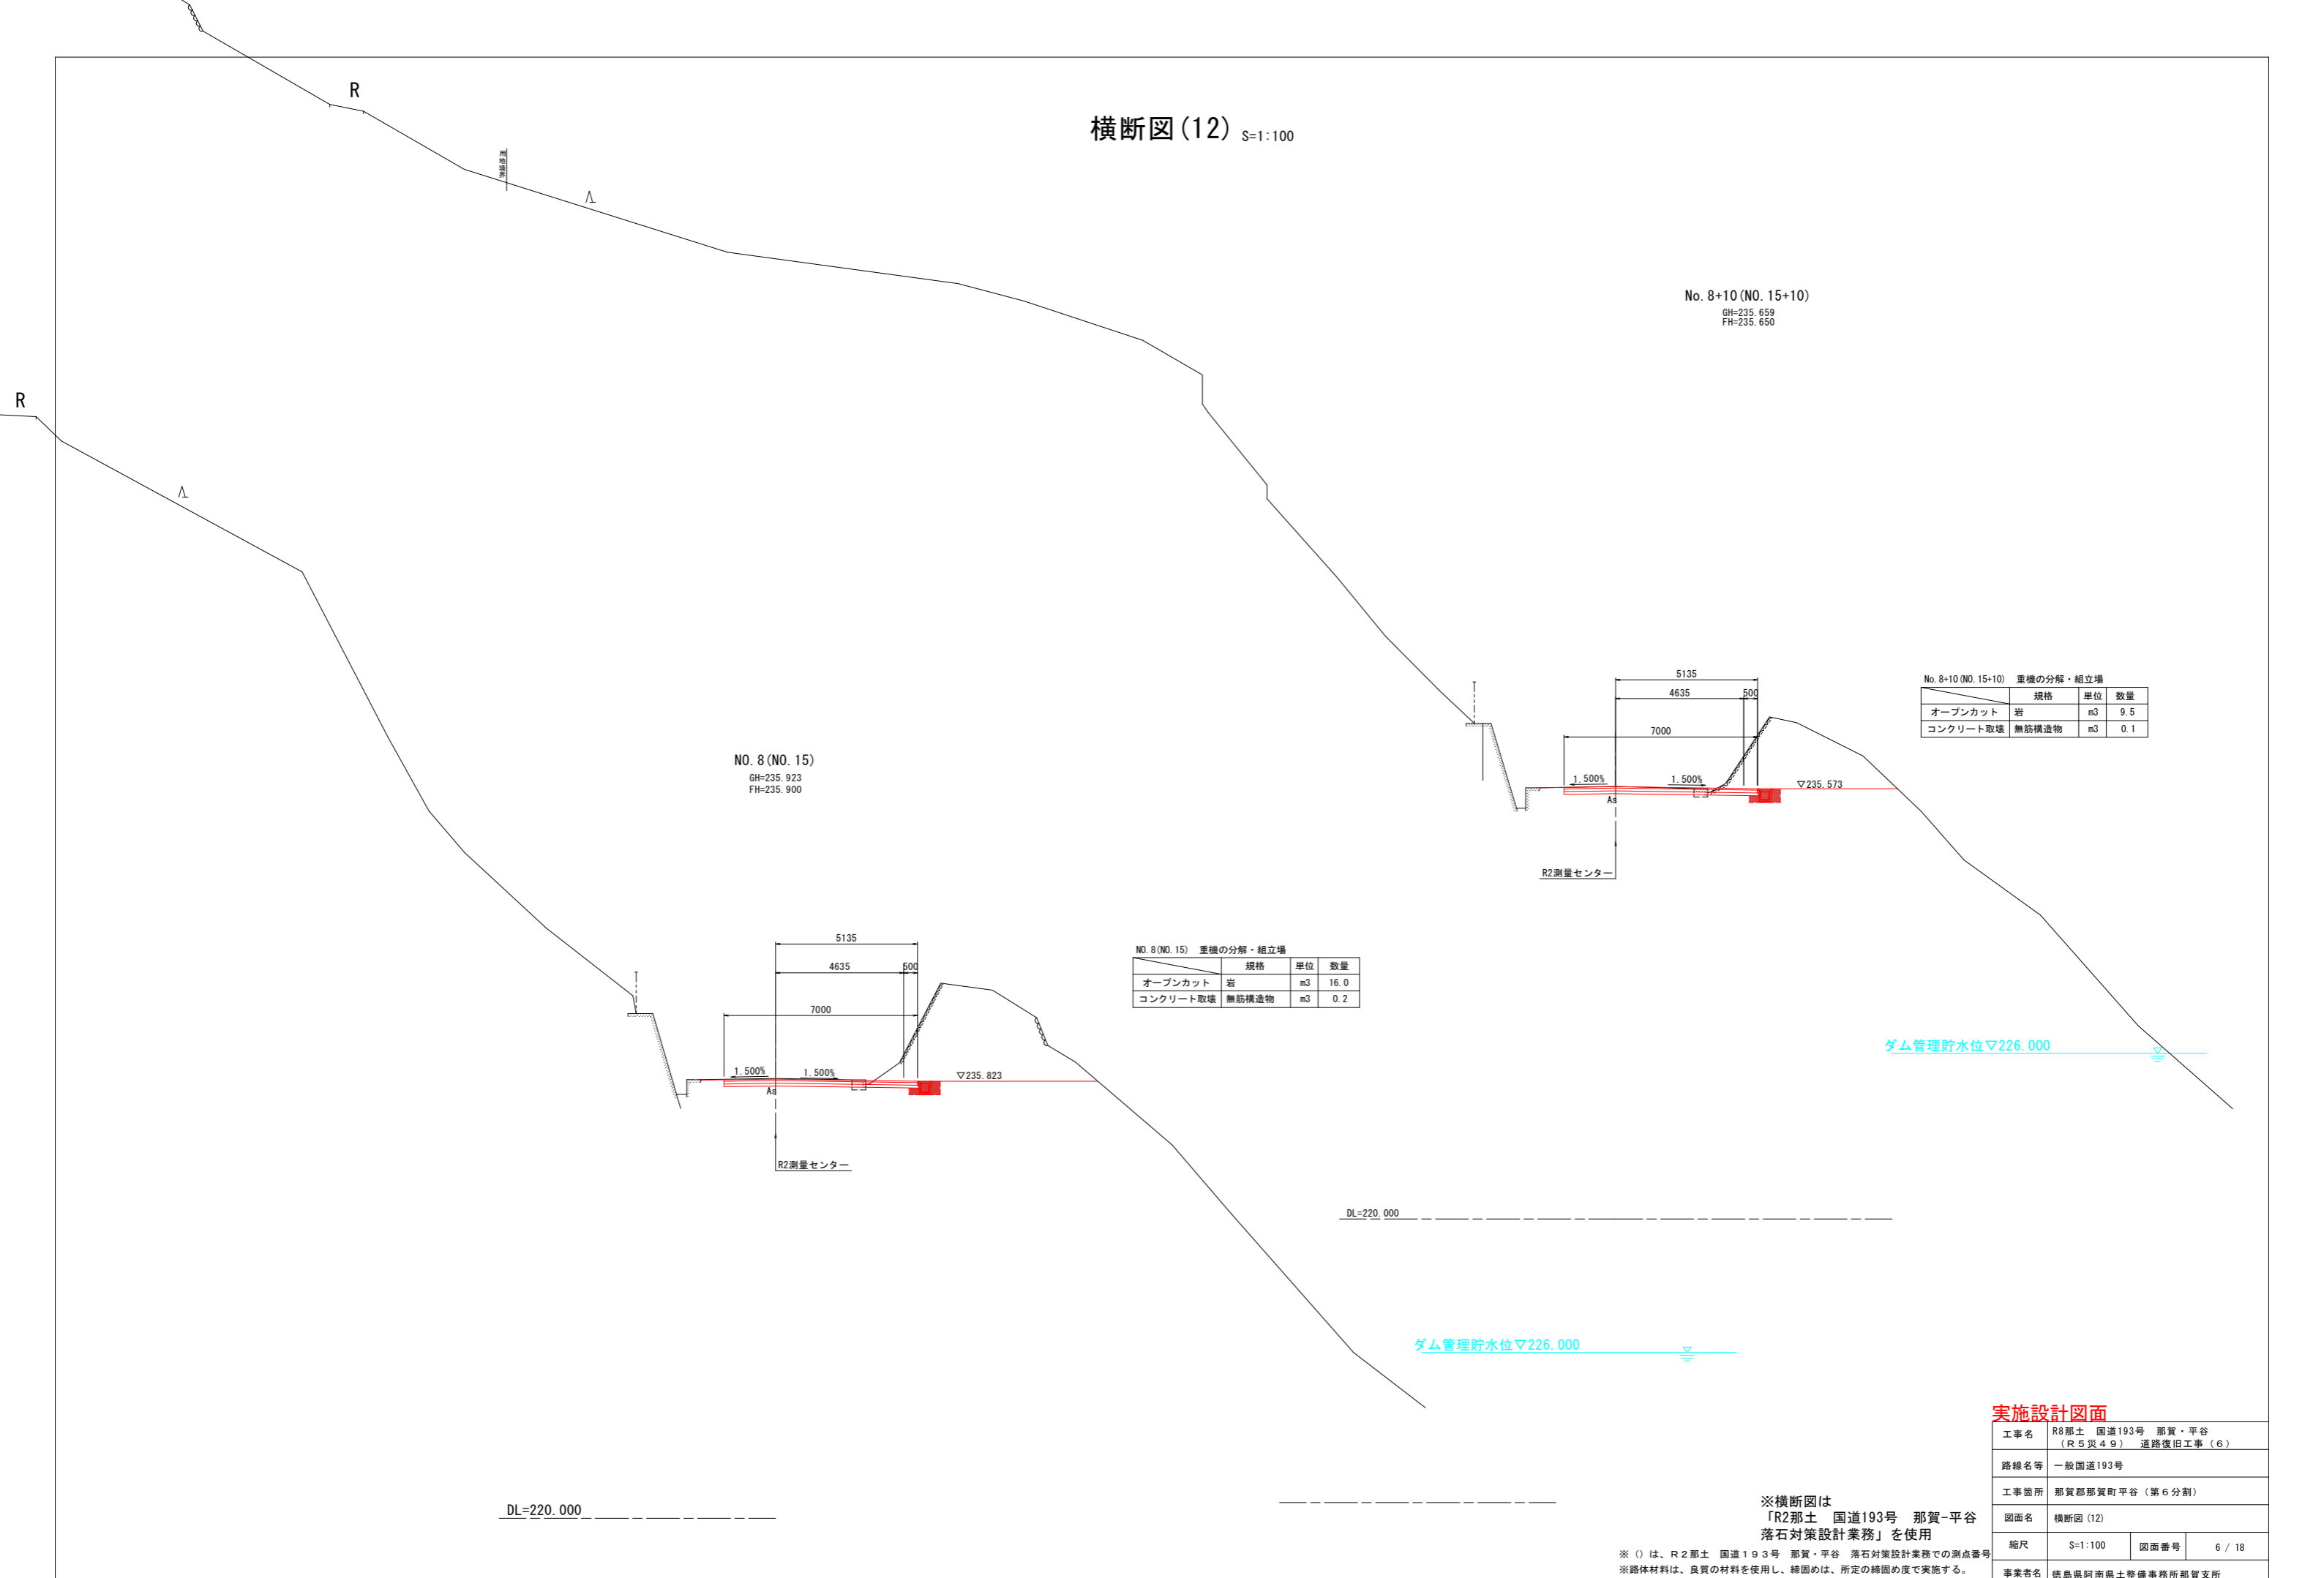 横断図(12) S=1:100
R
用地境界
R
No.8+10(NO.15+10)
GH=235.659
FH=235.650
5135
4635 500
7000
1.500% 1.500%
▽235.573
As
R2測量センター
No.8+10(NO.15+10) 重機の分解・組立場
規格 単位 数量
オープンカット 岩 m3 9.5
コンクリート取壊 無筋構造物 m3 0.1
NO.8(NO.15)
GH=235.923
FH=235.900
5135
4635 500
7000
1.500% 1.500%
▽235.823
As
R2測量センター
NO.8(NO.15) 重機の分解・組立場
規格 単位 数量
オープンカット 岩 m3 16.0
コンクリート取壊 無筋構造物 m3 0.2
ダム管理貯水位▽226.000
DL=220.000
ダム管理貯水位▽226.000
DL=220.000
※横断図は
「R2那土 国道193号 那賀-平谷
落石対策設計業務」を使用
※()は、R2那土 国道193号 那賀・平谷 落石対策設計業務での測点番号
※路体材料は、良質の材料を使用し、締固めは、所定の締固め度で実施する。
実施設計図面
工事名 R8那土 国道193号 那賀・平谷
(R5災49) 道路復旧工事(6)
路線名等 一般国道193号
工事箇所 那賀郡那賀町平谷(第6分割)
図面名 横断図(12)
縮尺 S=1:100 図面番号 6 / 18
事業者名 徳島県阿南県土整備事務所那賀支所